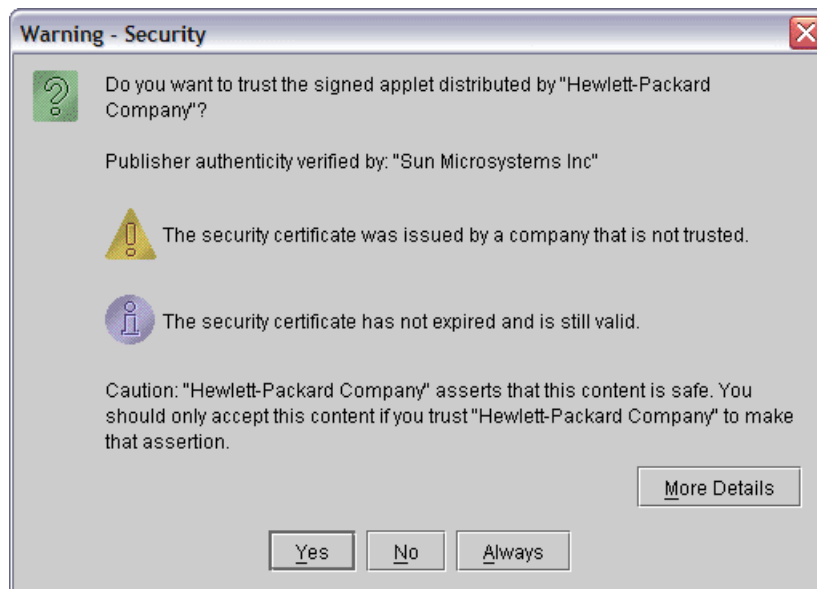 Warning - Security
Do you want to trust the signed applet distributed by "Hewlett-Packard
Company"?
Publisher authenticity verified by: "Sun Microsystems Inc"
The security certificate was issued by a company that is not trusted.
The security certificate has not expired and is still valid.
Caution: "Hewlett-Packard Company" asserts that this content is safe. You
should only accept this content if you trust "Hewlett-Packard Company" to make
that assertion.
More Details
Yes No Always